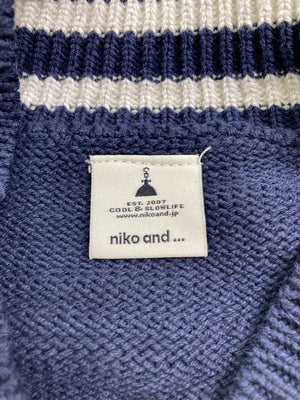 EST. 2007
COOL & SLOWLIFE
www.nikoand.jp
niko and ...